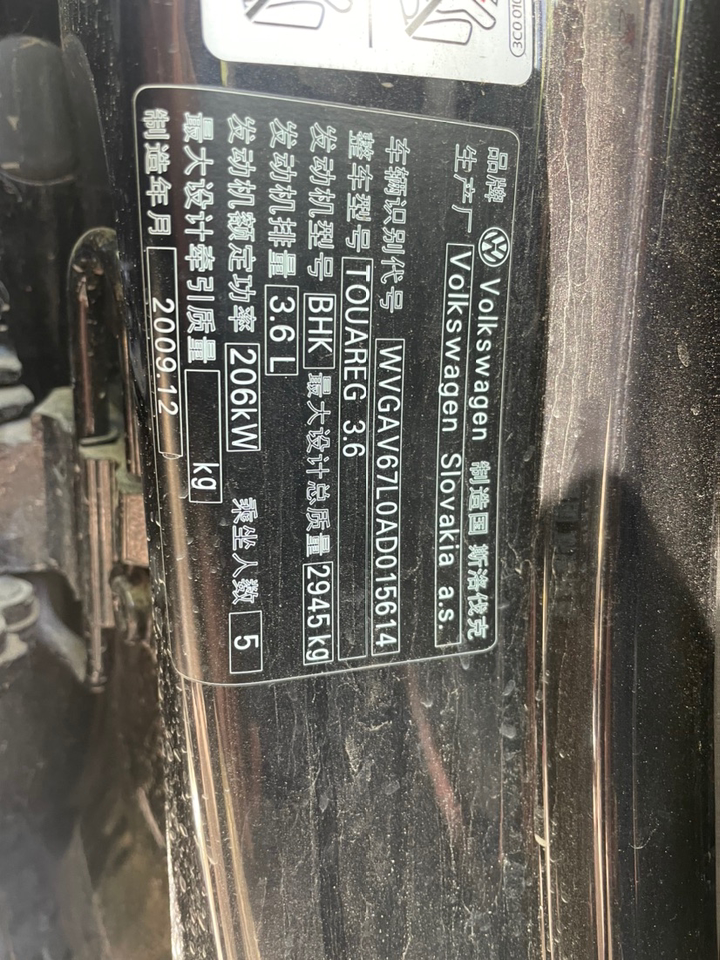 3C0 010
品牌 Volkswagen 制造国 斯洛伐克
生产厂 Volkswagen Slovakia a.s.
车辆识别代号 WVGAV67L0AD015614
整车型号 TOUAREG 3.6
发动机型号 BHK 最大设计总质量 2945kg
发动机排量 3.6 L
发动机额定功率 206kW 乘坐人数 5
最大设计牵引质量 kg
制造年月 2009.12